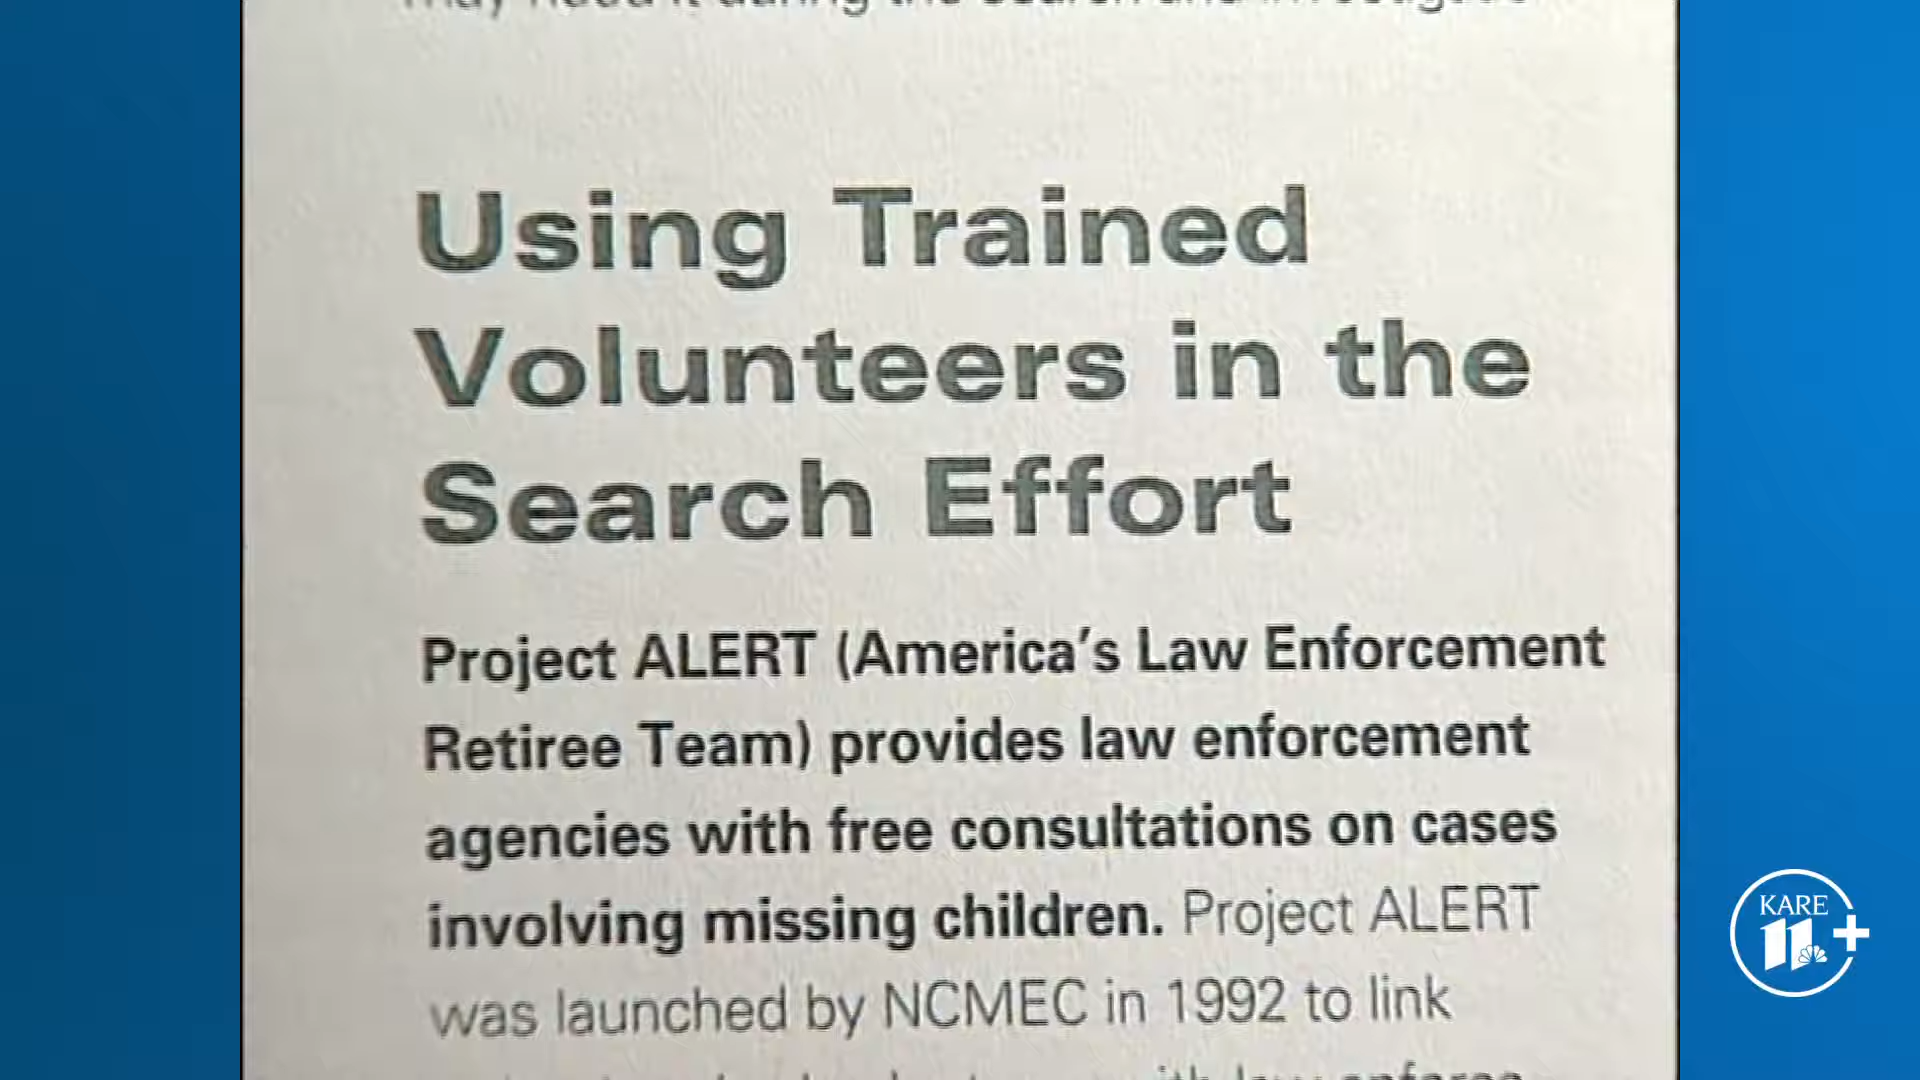 Using Trained
Volunteers in the
Search Effort
Project ALERT (America's Law Enforcement
Retiree Team) provides law enforcement
agencies with free consultations on cases
involving missing children. Project ALERT
was launched by NCMEC in 1992 to link
KARE
11+